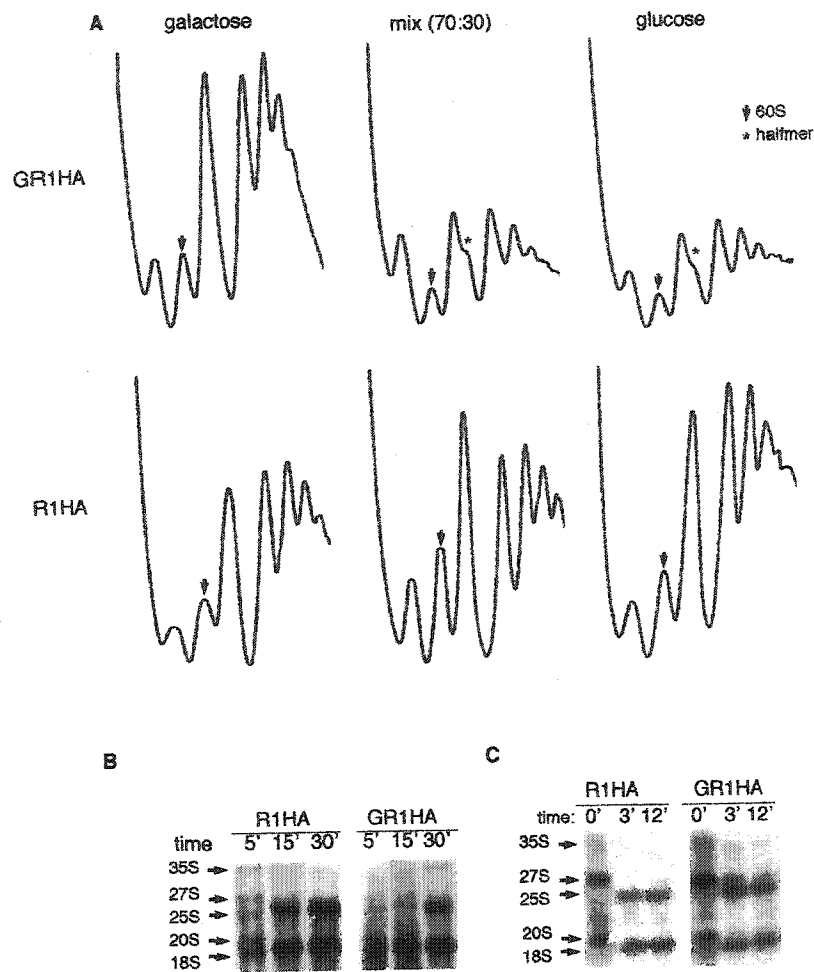 A
galactose mix (70:30) glucose
60S
* halfmer
GR1HA
* *
R1HA
B
R1HA GR1HA
time 5' 15' 30' 5' 15' 30'
35S
27S
25S
20S
18S
C
R1HA GR1HA
time: 0' 3' 12' 0' 3' 12'
35S
27S
25S
20S
18S